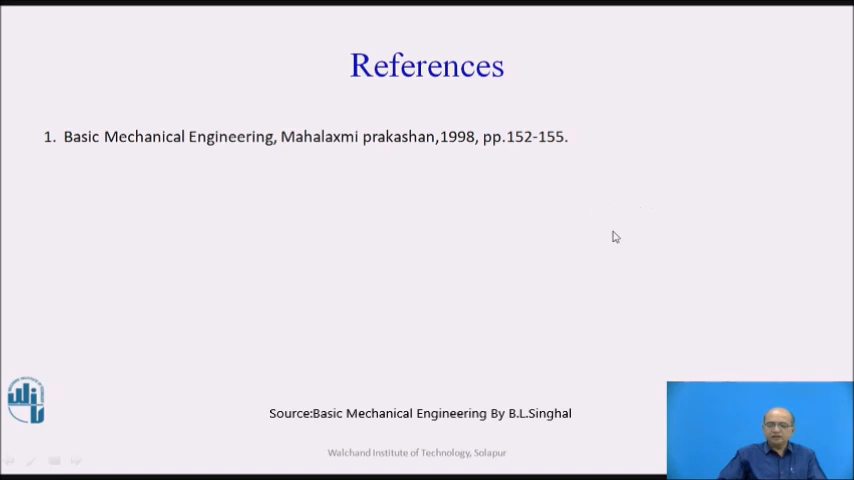 References
1. Basic Mechanical Engineering, Mahalaxmi prakashan,1998, pp.152-155.
Source:Basic Mechanical Engineering By B.L.Singhal
Walchand Institute of Technology, Solapur